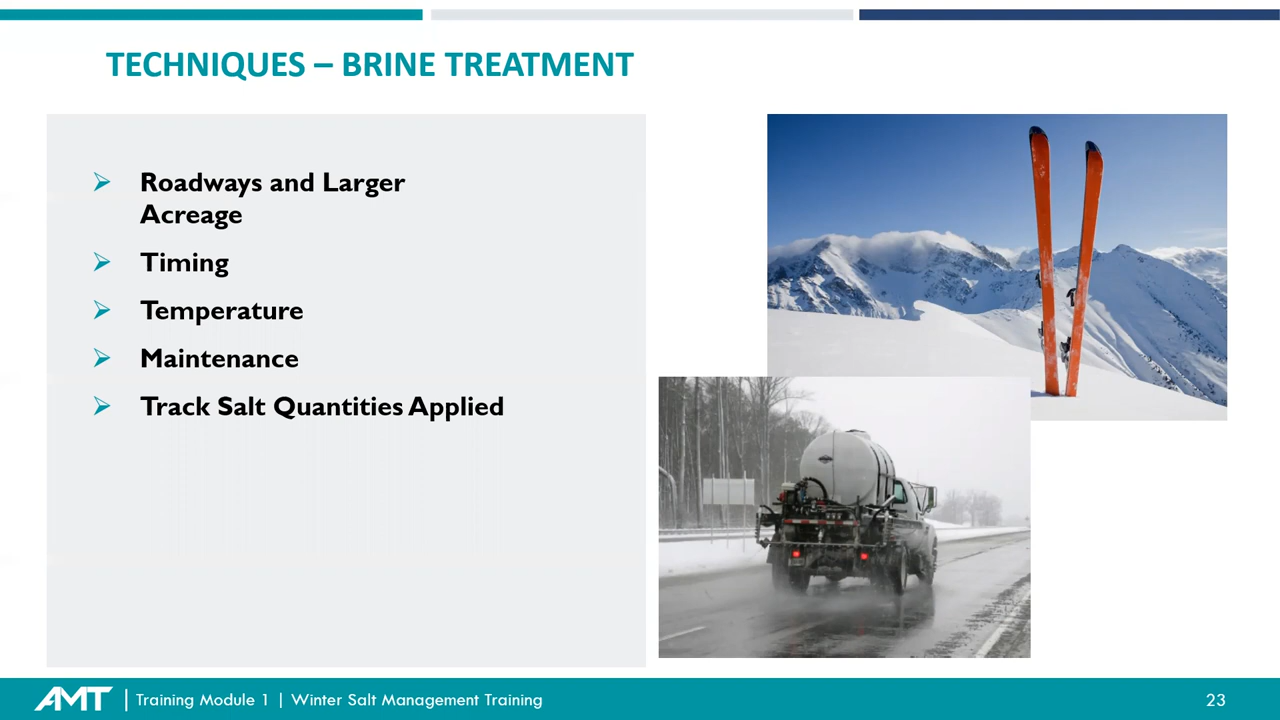 TECHNIQUES – BRINE TREATMENT
Roadways and Larger
Acreage
Timing
Temperature
Maintenance
Track Salt Quantities Applied
AMT | Training Module 1 | Winter Salt Management Training
23